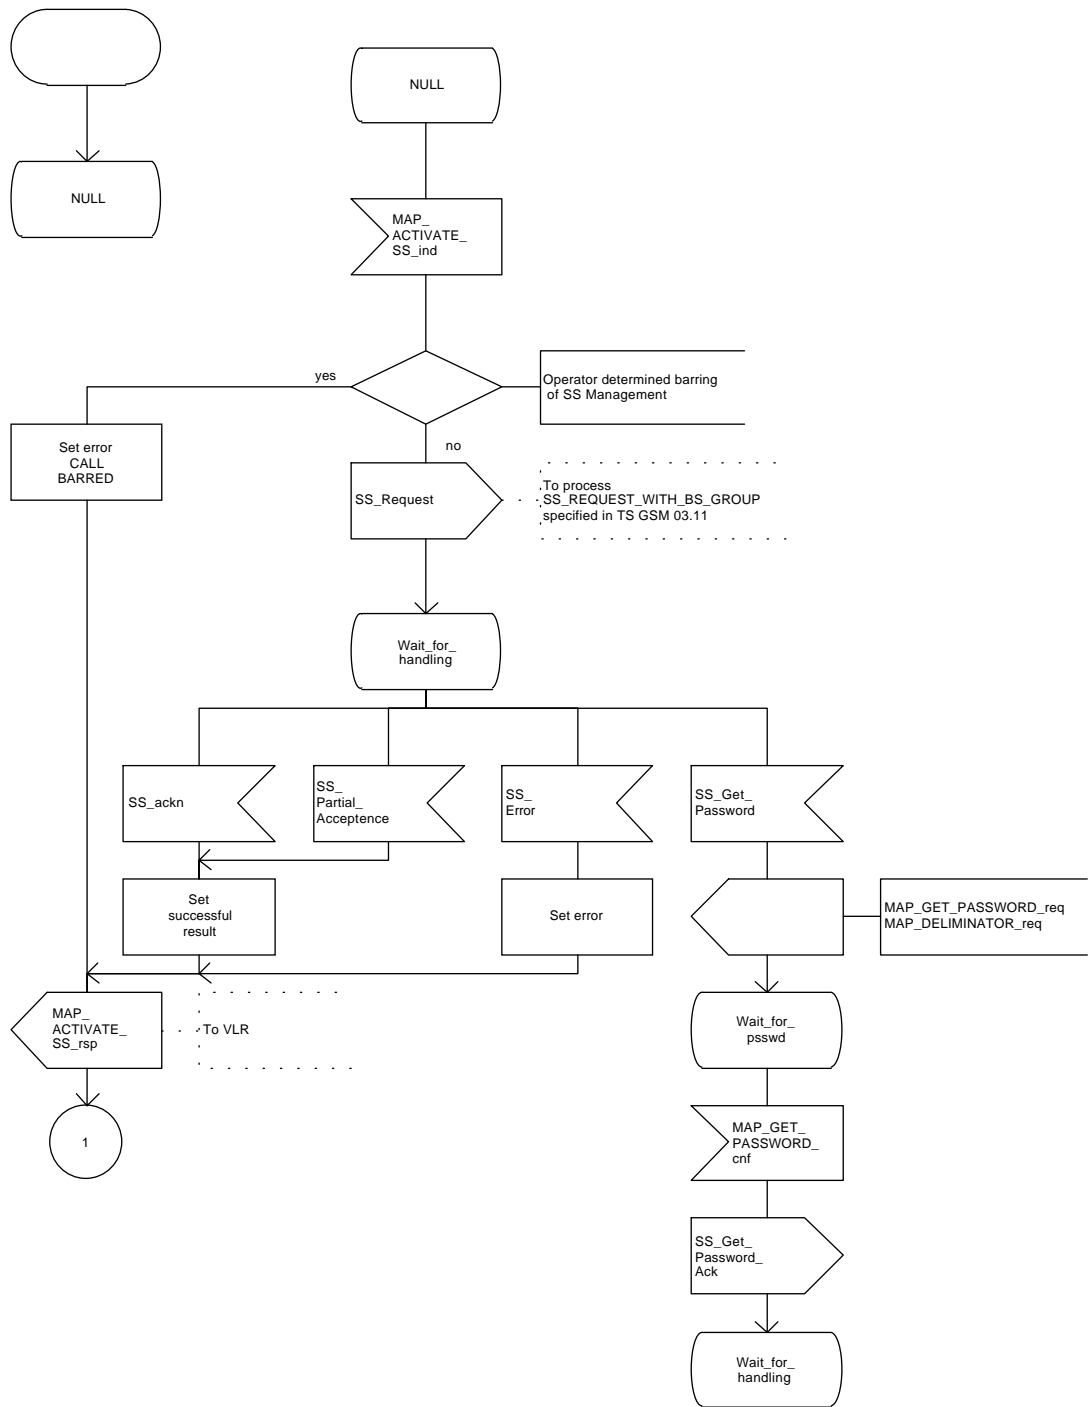 NULL
NULL
MAP_
ACTIVATE_
SS_ind
yes
Operator determined barring
of SS Management
Set error
CALL
BARRED
no
SS_Request
To process
SS_REQUEST_WITH_BS_GROUP
specified in TS GSM 03.11
Wait_for_
handling
SS_ackn
SS_
Partial_
Acceptence
SS_
Error
SS_Get_
Password
Set
successful
result
Set error
MAP_GET_PASSWORD_req
MAP_DELIMINATOR_req
MAP_
ACTIVATE_
SS_rsp
To VLR
Wait_for_
psswd
1
MAP_GET_
PASSWORD_
cnf
SS_Get_
Password_
Ack
Wait_for_
handling